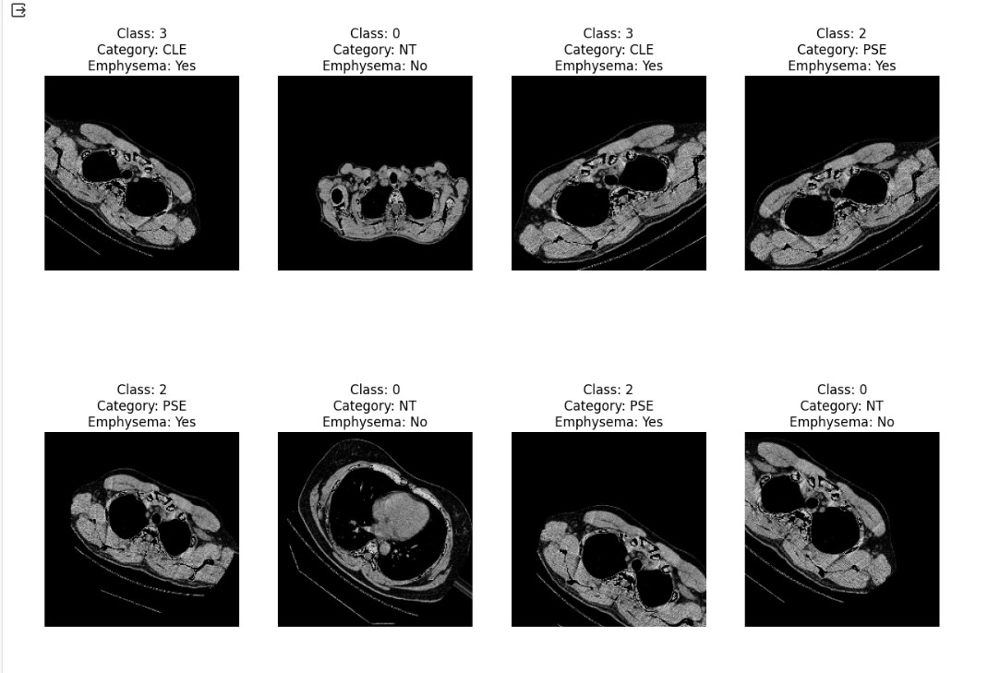 Class: 3
Category: CLE
Emphysema: Yes
Class: 0
Category: NT
Emphysema: No
Class: 3
Category: CLE
Emphysema: Yes
Class: 2
Category: PSE
Emphysema: Yes
Class: 2
Category: PSE
Emphysema: Yes
Class: 0
Category: NT
Emphysema: No
Class: 2
Category: PSE
Emphysema: Yes
Class: 0
Category: NT
Emphysema: No